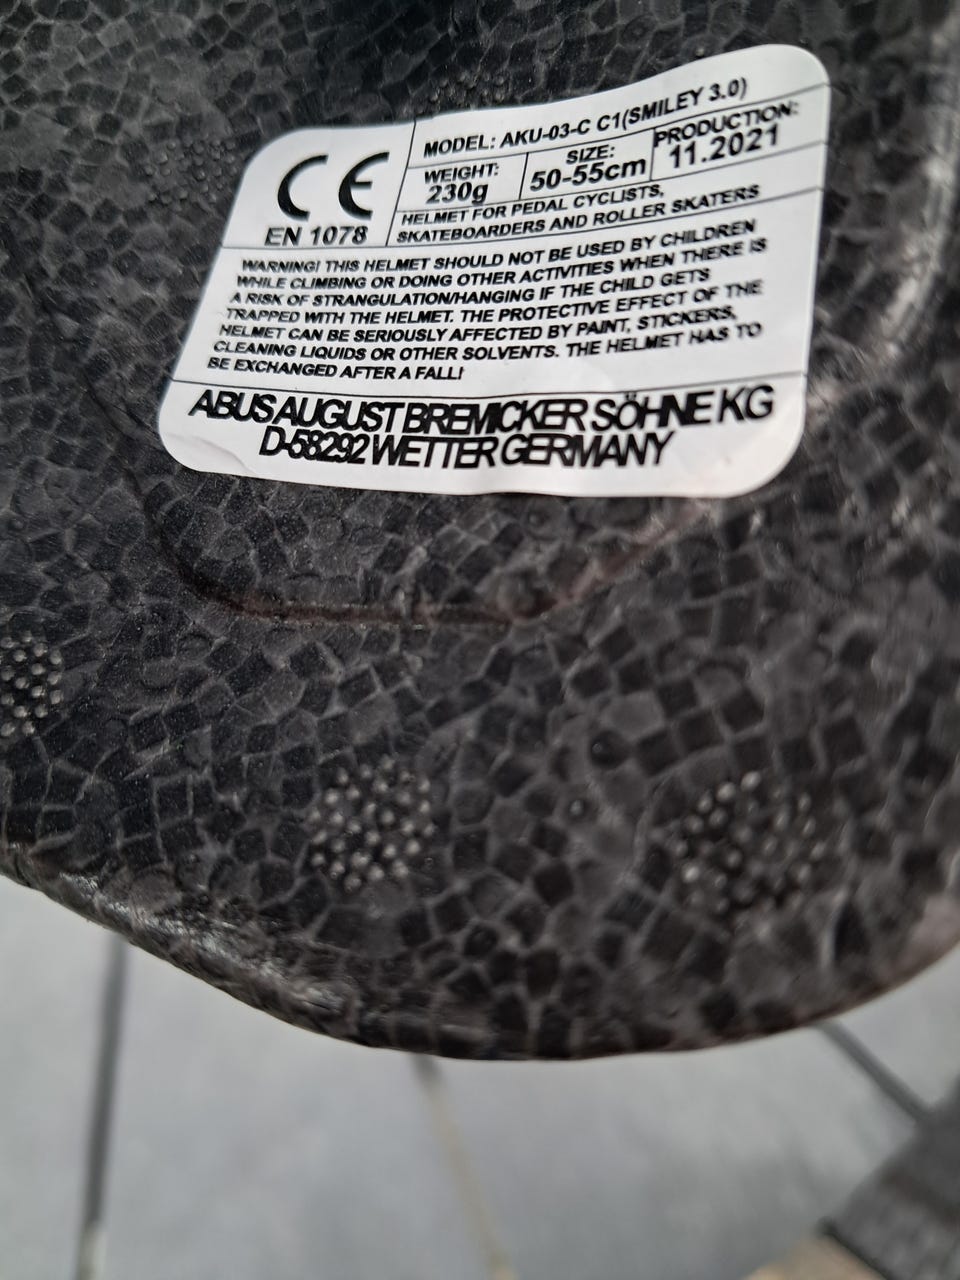 CE
EN 1078
MODEL: AKU-03-C C1(SMILEY 3.0)
WEIGHT:
230g
SIZE:
50-55cm
PRODUCTION:
11.2021
HELMET FOR PEDAL CYCLISTS,
SKATEBOARDERS AND ROLLER SKATERS
WARNING! THIS HELMET SHOULD NOT BE USED BY CHILDREN
WHILE CLIMBING OR DOING OTHER ACTIVITIES WHEN THERE IS
A RISK OF STRANGULATION/HANGING IF THE CHILD GETS
TRAPPED WITH THE HELMET. THE PROTECTIVE EFFECT OF THE
HELMET CAN BE SERIOUSLY AFFECTED BY PAINT, STICKERS,
CLEANING LIQUIDS OR OTHER SOLVENTS. THE HELMET HAS TO
BE EXCHANGED AFTER A FALL!
ABUS AUGUST BREMICKER SÖHNE KG
D-58292 WETTER GERMANY